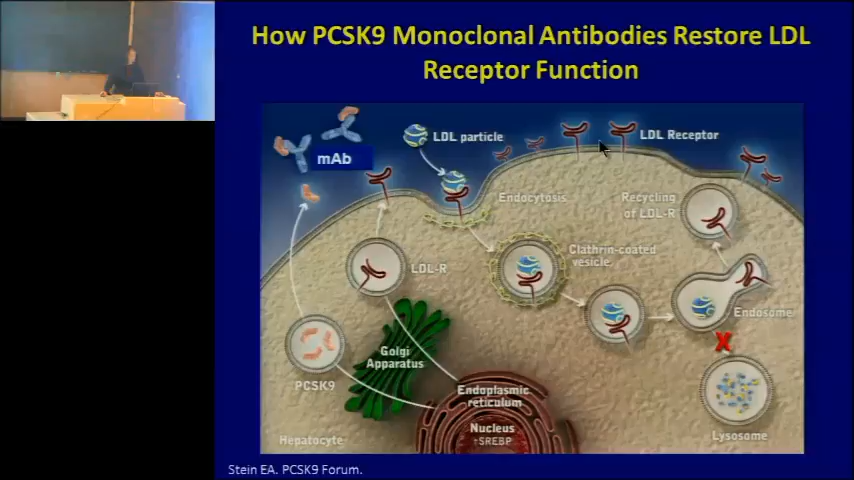 How PCSK9 Monoclonal Antibodies Restore LDL
Receptor Function
mAb
LDL particle
LDL Receptor
Endocytosis
Recycling
of LDL-R
LDL-R
Clathrin-coated
vesicle.
Endosome
X
Golgi
Apparatus
PCSK9
Endoplasmic
reticulum
Nucleus
↑SREBP
Lysosome
Hepatocyte
Stein EA. PCSK9 Forum.